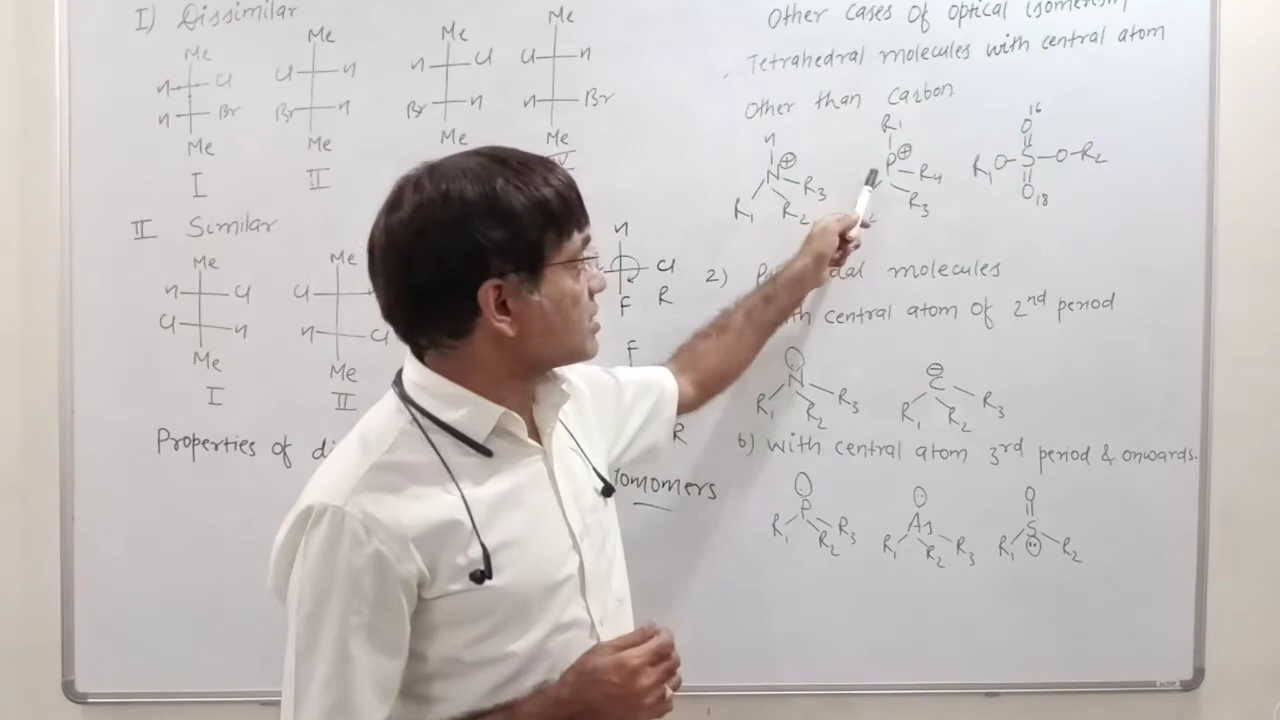 I) Dissimilar
Me Me Me Me
H Cl Cl H H Cl Cl H
H Br Br H Br H H Br
Me Me Me Me
I II IV
II Similar
Me Me
H Cl Cl
Cl H H Cl
Me Me
I II
Properties of
H
Cl
F R
F
R
Other cases of optical isomerism
Tetrahedral molecules with central atom
Other than Carbon
H R1 O16
N⊕ P⊕ R1O-S-O-R2
R3 R4
R1 R2 R3 O18
2) molecules
central atom of 2nd period
N C⊖
R1 R2 R3 R1 R2 R3
b) with central atom 3rd period & onwards.
P As O
S
R1 R2 R3 R1 R2 R3 R1 R2